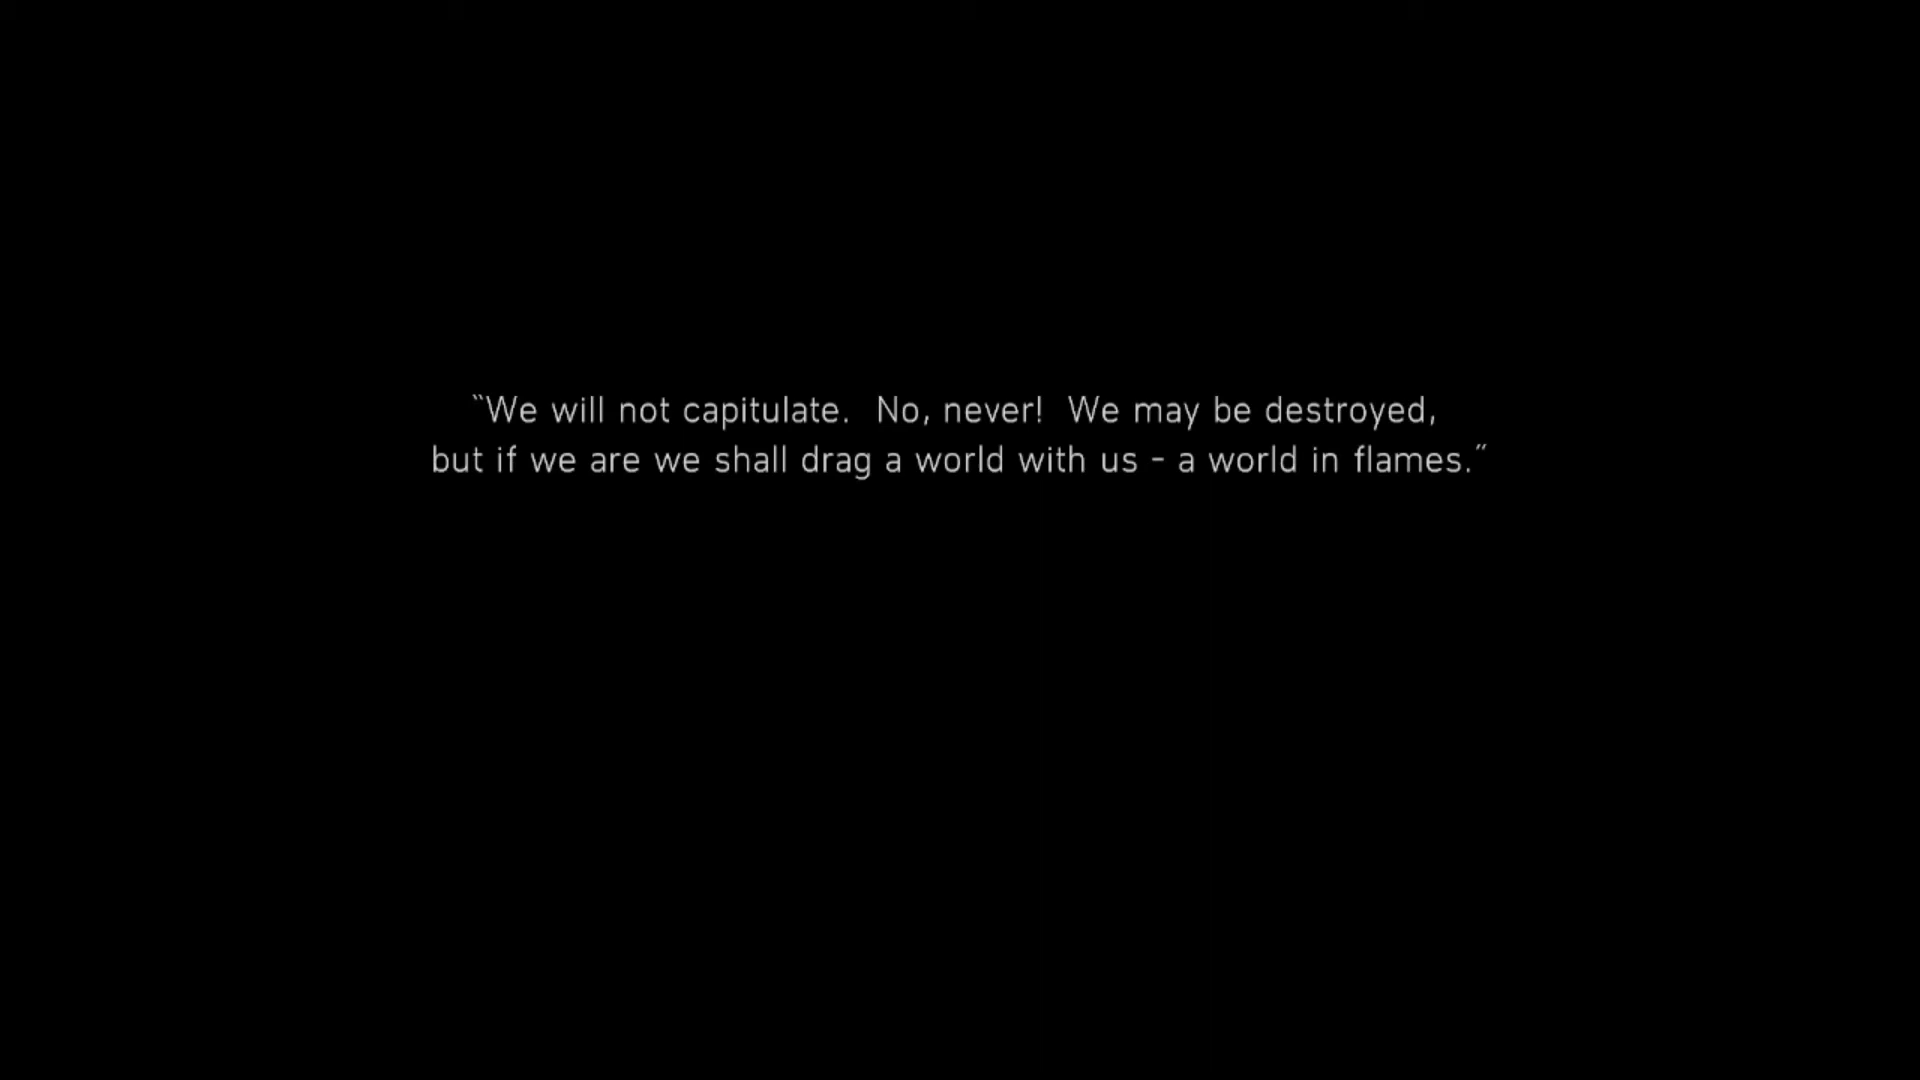 “We will not capitulate.  No, never!  We may be destroyed,
but if we are we shall drag a world with us - a world in flames.”